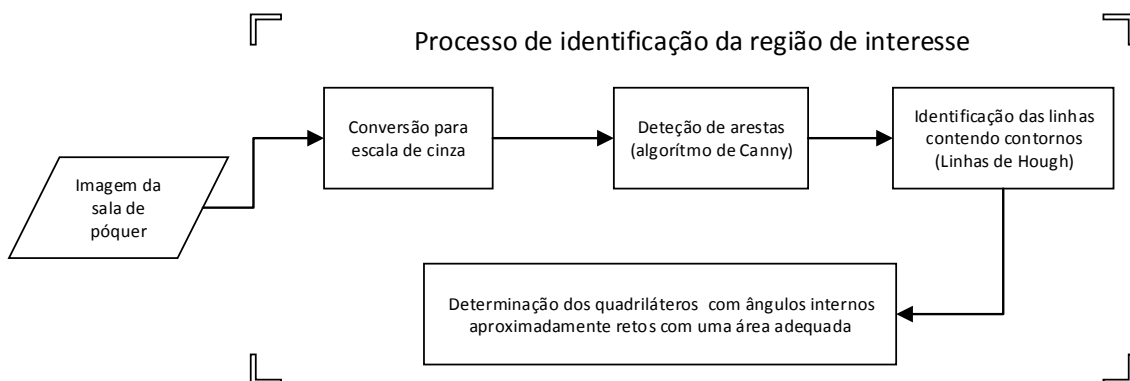 Processo de identificação da região de interesse
Imagem da
sala de
póquer
Conversão para
escala de cinza
Deteção de arestas
(algorítmo de Canny)
Identificação das linhas
contendo contornos
(Linhas de Hough)
Determinação dos quadriláteros com ângulos internos
aproximadamente retos com uma área adequada